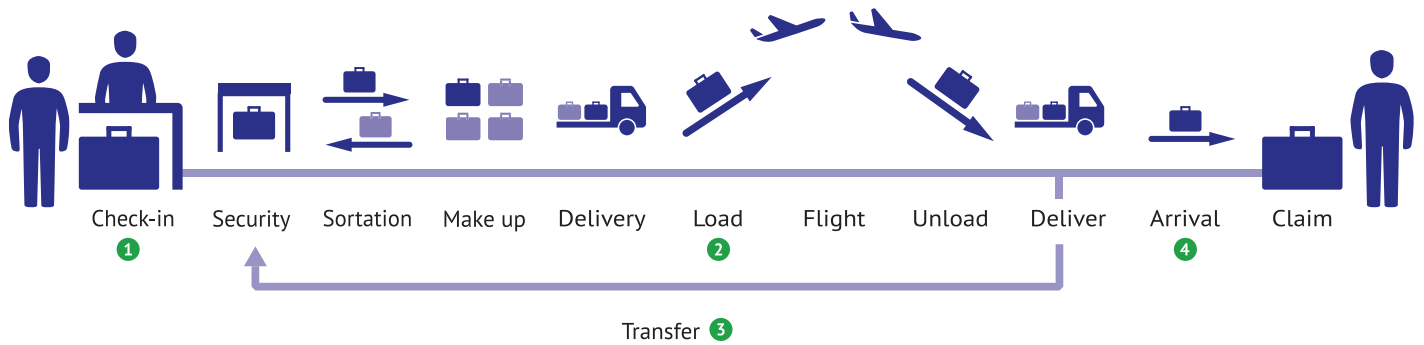 Check-in Security Sortation Make up Delivery Load Flight Unload Deliver Arrival Claim
1 2 4
Transfer 3